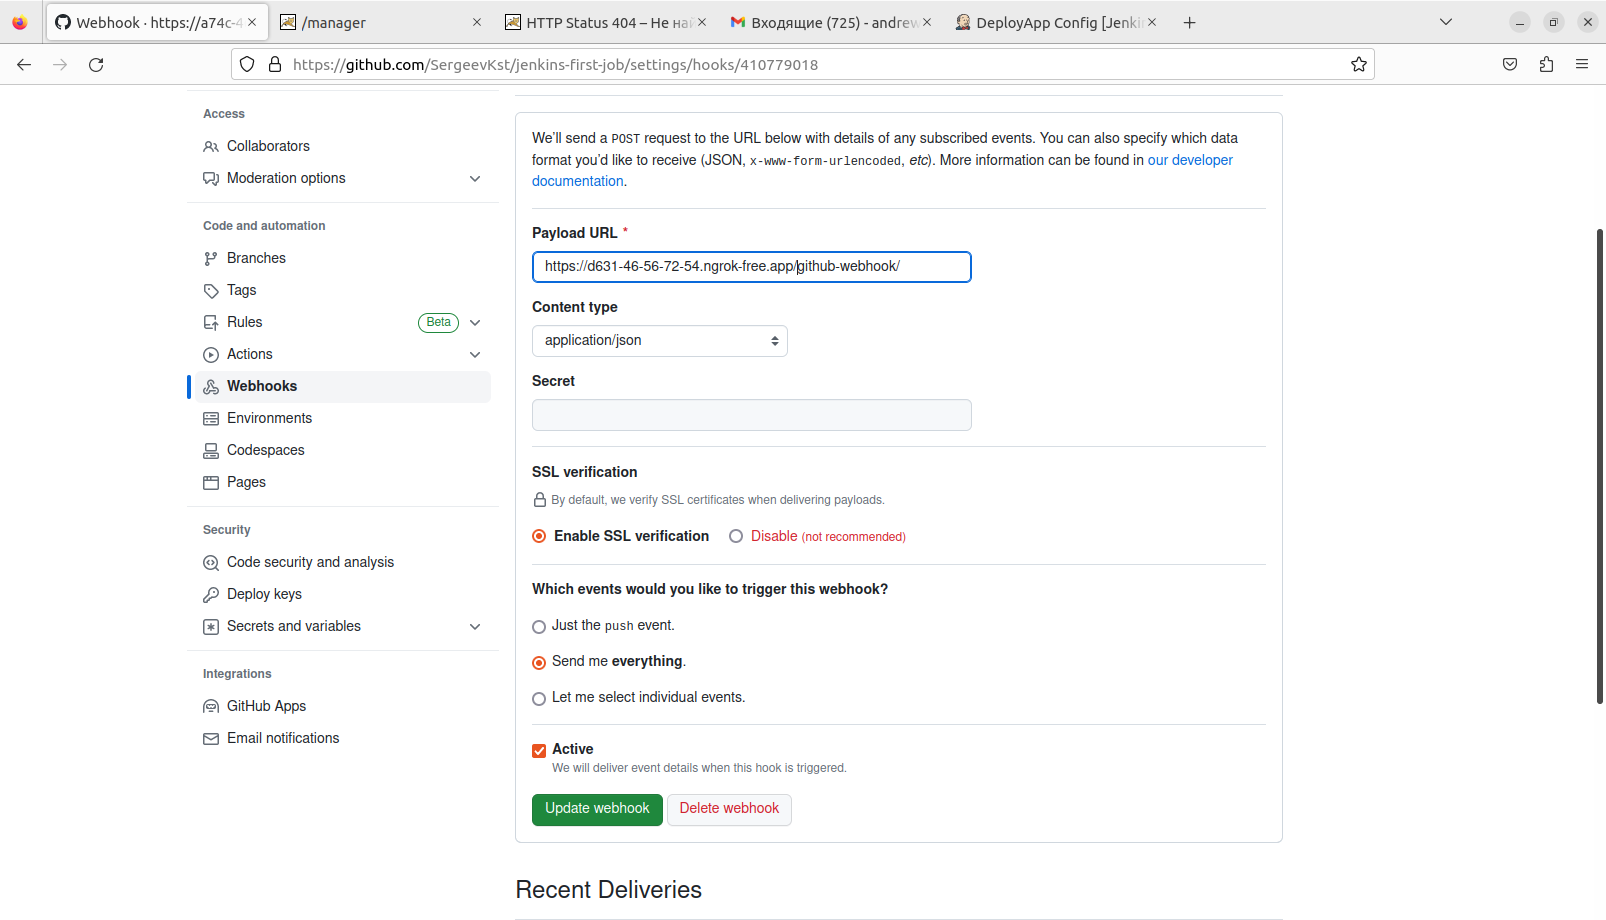 Webhook · https://a74c-4
/manager
HTTP Status 404 – Не най
Входящие (725) - andrew
DeployApp Config [Jenkin
https://github.com/SergeevKst/jenkins-first-job/settings/hooks/410779018
Access
Collaborators
Moderation options
Code and automation
Branches
Tags
Rules
Beta
Actions
Webhooks
Environments
Codespaces
Pages
Security
Code security and analysis
Deploy keys
Secrets and variables
Integrations
GitHub Apps
Email notifications
We'll send a POST request to the URL below with details of any subscribed events. You can also specify which data
format you'd like to receive (JSON, x-www-form-urlencoded, etc). More information can be found in our developer
documentation.
Payload URL *
https://d631-46-56-72-54.ngrok-free.app/github-webhook/
Content type
application/json
Secret
SSL verification
By default, we verify SSL certificates when delivering payloads.
Enable SSL verification
Disable (not recommended)
Which events would you like to trigger this webhook?
Just the push event.
Send me everything.
Let me select individual events.
Active
We will deliver event details when this hook is triggered.
Update webhook
Delete webhook
Recent Deliveries